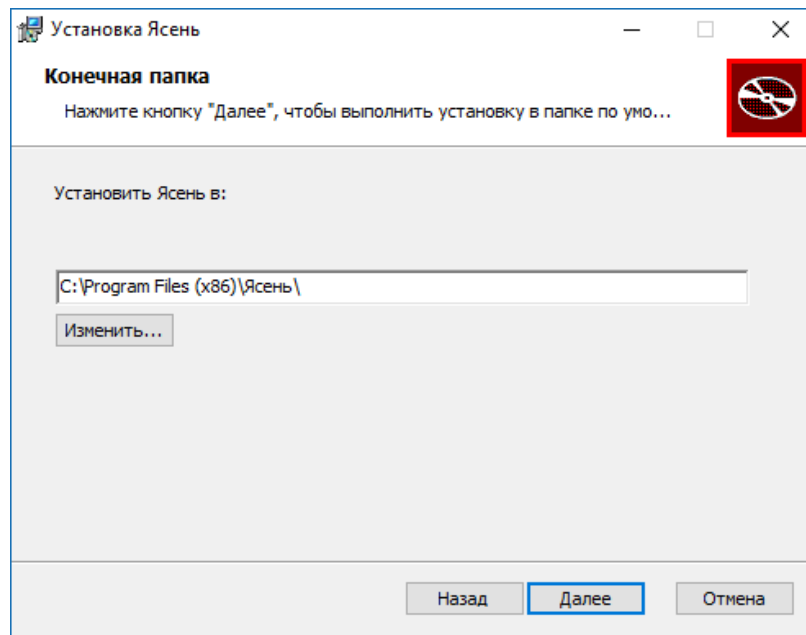 Установка Ясень
Конечная папка
Нажмите кнопку "Далее", чтобы выполнить установку в папке по умо...
Установить Ясень в:
C:\Program Files (x86)\Ясень\
Изменить...
Назад Далее Отмена